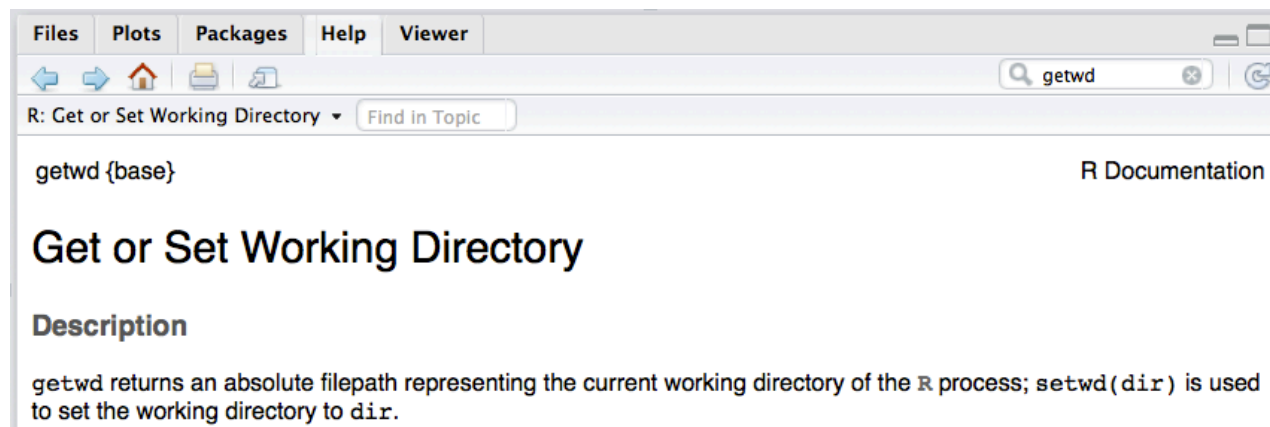 Files Plots Packages Help Viewer
getwd
R: Get or Set Working Directory Find in Topic
getwd {base} R Documentation
Get or Set Working Directory
Description
getwd returns an absolute filepath representing the current working directory of the R process; setwd(dir) is used
to set the working directory to dir.